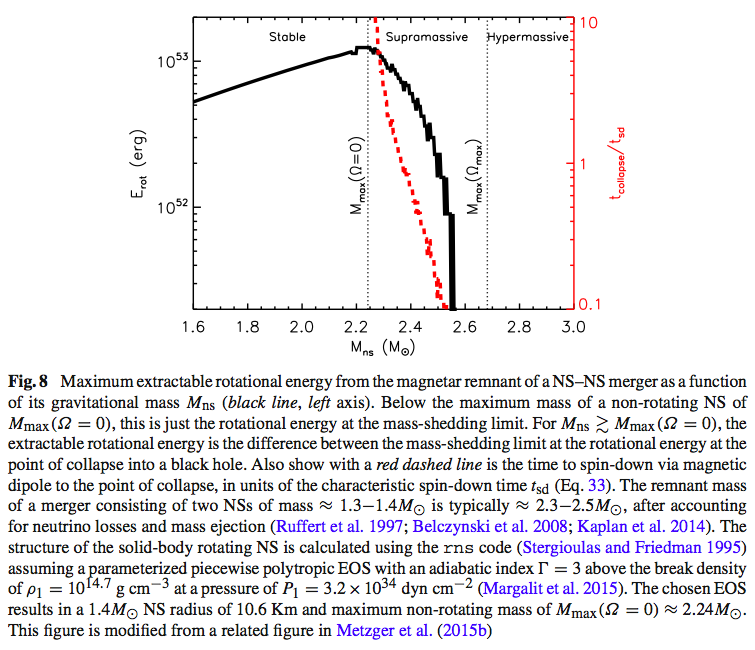 Stable
Supramassive
Hypermassive
10^53
10^52
E_rot (erg)
M_max(Ω=0)
M_max(Ω_max)
10
1
0.1
t_collapse/t_sd
1.6 1.8 2.0 2.2 2.4 2.6 2.8 3.0
M_ns (M_⊙)
Fig. 8 Maximum extractable rotational energy from the magnetar remnant of a NS–NS merger as a function
of its gravitational mass M_ns (black line, left axis). Below the maximum mass of a non-rotating NS of
M_max(Ω = 0), this is just the rotational energy at the mass-shedding limit. For M_ns ≳ M_max(Ω = 0), the
extractable rotational energy is the difference between the mass-shedding limit at the rotational energy at the
point of collapse into a black hole. Also show with a red dashed line is the time to spin-down via magnetic
dipole to the point of collapse, in units of the characteristic spin-down time t_sd (Eq. 33). The remnant mass
of a merger consisting of two NSs of mass ≈ 1.3−1.4M_⊙ is typically ≈ 2.3−2.5M_⊙, after accounting
for neutrino losses and mass ejection (Ruffert et al. 1997; Belczynski et al. 2008; Kaplan et al. 2014). The
structure of the solid-body rotating NS is calculated using the rns code (Stergioulas and Friedman 1995)
assuming a parameterized piecewise polytropic EOS with an adiabatic index Γ = 3 above the break density
of ρ_1 = 10^14.7 g cm^−3 at a pressure of P_1 = 3.2 × 10^34 dyn cm^−2 (Margalit et al. 2015). The chosen EOS
results in a 1.4M_⊙ NS radius of 10.6 Km and maximum non-rotating mass of M_max(Ω = 0) ≈ 2.24M_⊙.
This figure is modified from a related figure in Metzger et al. (2015b)